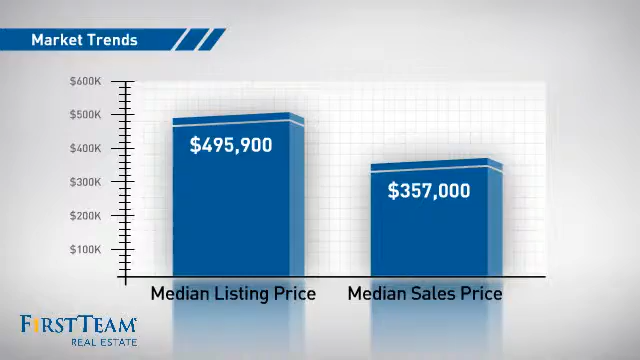 Market Trends
$600K
$500K
$400K
$300K
$200K
$100K
$495,900
$357,000
Median Listing Price
Median Sales Price
FIRSTTEAM®
REAL ESTATE